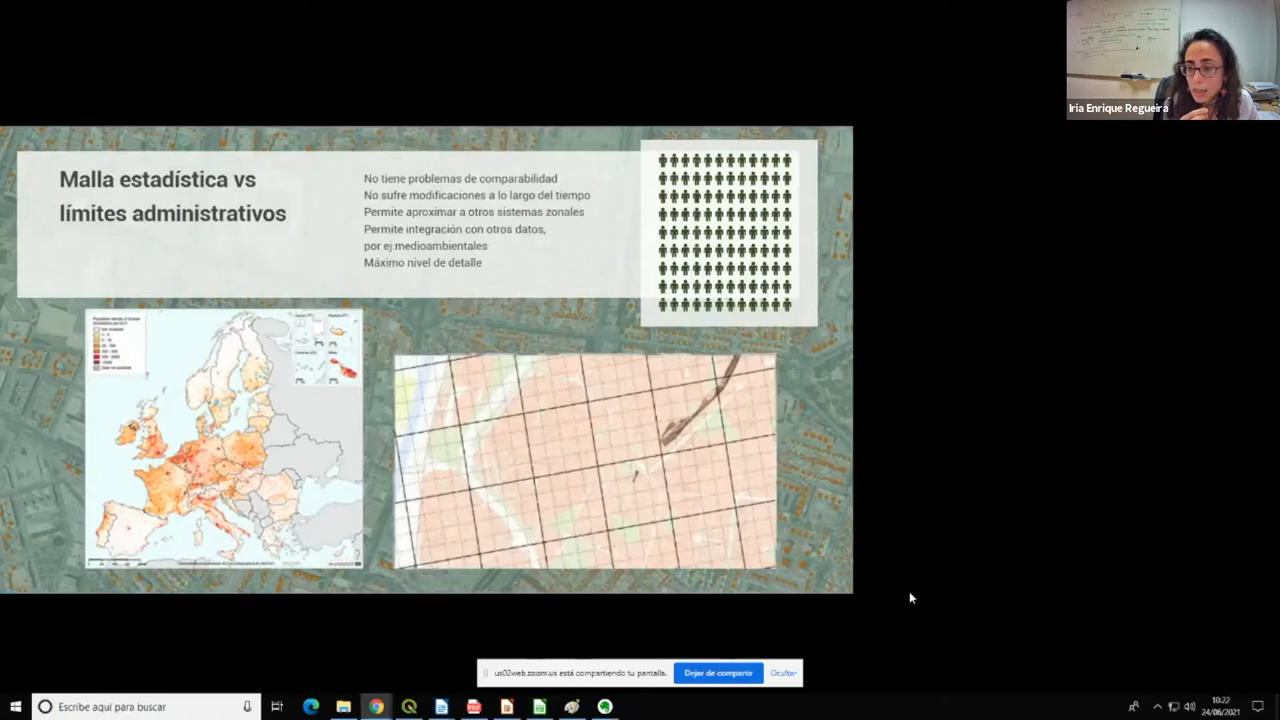 Iria Enrique Regueira
Malla estadística vs
límites administrativos
No tiene problemas de comparabilidad
No sufre modificaciones a lo largo del tiempo
Permite aproximar a otros sistemas zonales
Permite integración con otros datos,
por ej:medioambientales
Máximo nivel de detalle
us02web.zoom.us está compartiendo tu pantalla.
Dejar de compartir
Ocultar
Escribe aquí para buscar
10:22
24/06/2021